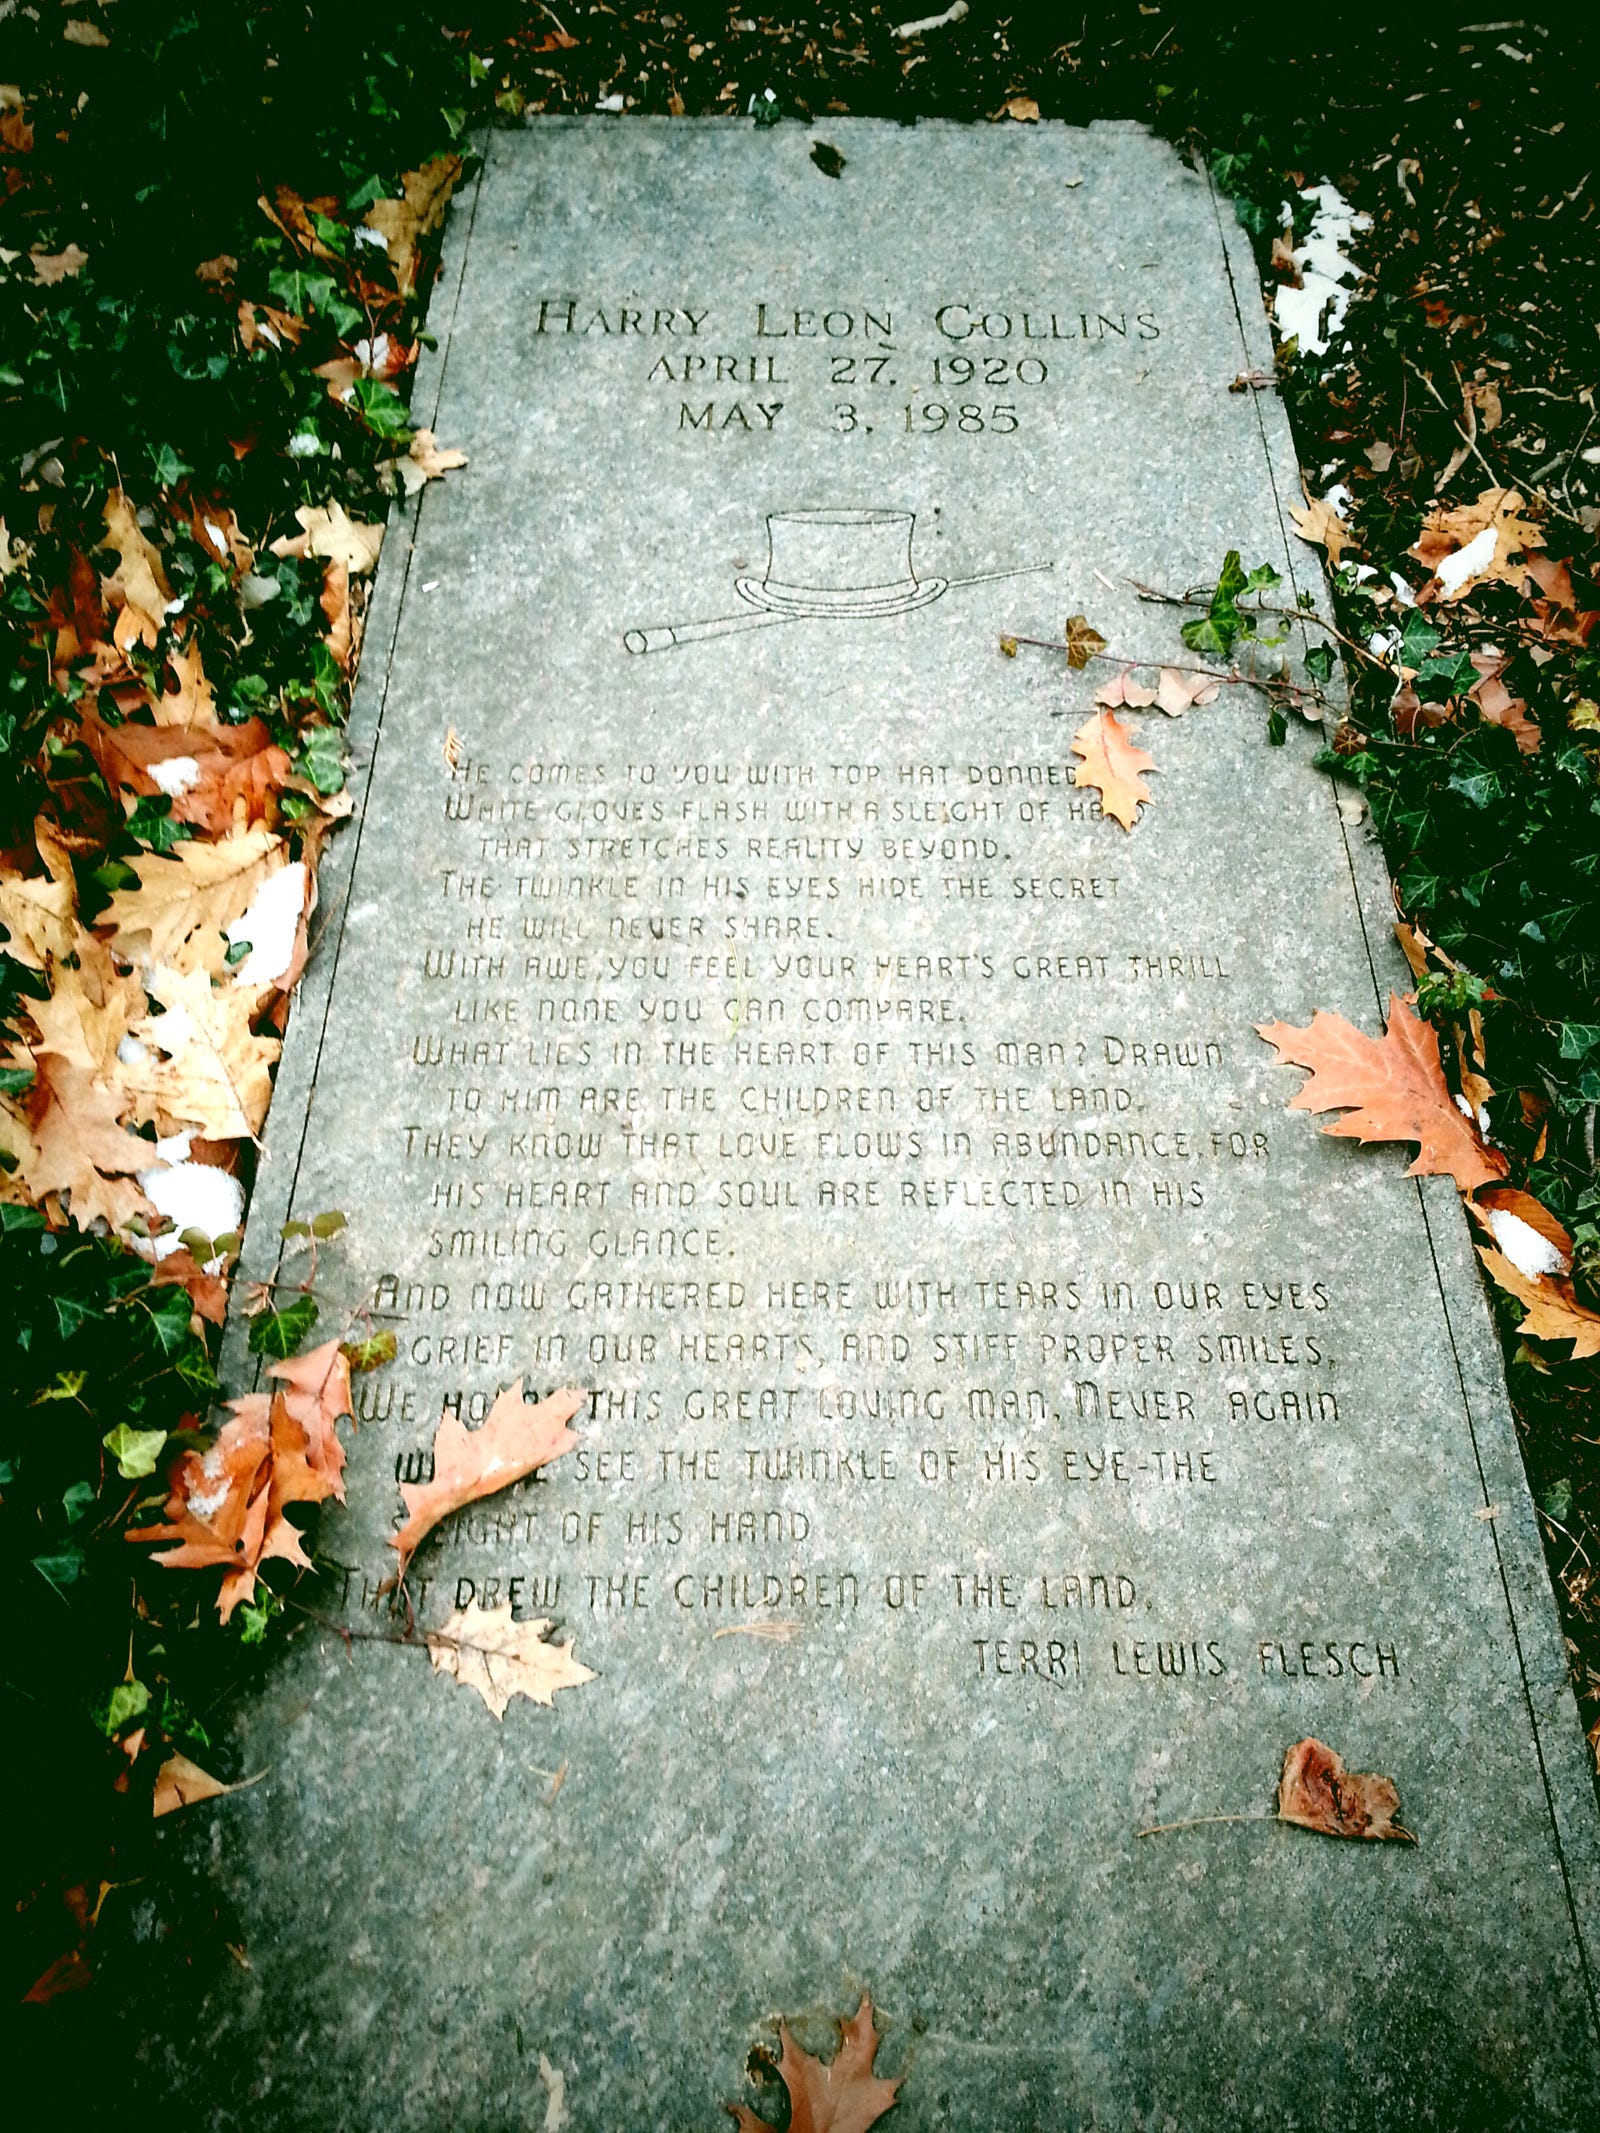 Harry Leon Collins
April 27, 1920
May 3, 1985
He comes to you with top hat donned
White gloves flash with a sleight of
that stretches reality beyond.
The twinkle in his eyes hide the secret
he will never share.
With awe, you feel your heart's great thrill
like none you can compare.
What lies in the heart of this man? Drawn
to him are the children of the land.
They know that love flows in abundance, for
his heart and soul are reflected in his
smiling glance.
And now gathered here with tears in our eyes
grief in our hearts, and stiff proper smiles,
We this great loving man, Never again
see the twinkle of his eye-the
sleight of his hand
That drew the children of the land.
Terri Lewis Flesch